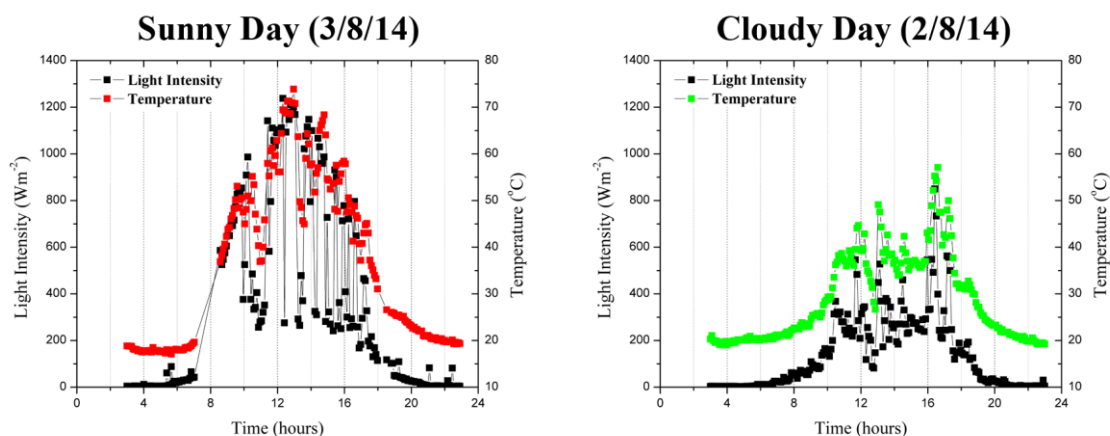 Sunny Day (3/8/14)
1400
1200
1000
800
600
400
200
0
Light Intensity (Wm-2)
Light Intensity
Temperature
80
70
60
50
40
30
20
10
Temperature (°C)
0 4 8 12 16 20 24
Time (hours)
Cloudy Day (2/8/14)
1400
1200
1000
800
600
400
200
0
Light Intensity (Wm-2)
Light Intensity
Temperature
80
70
60
50
40
30
20
10
Temperature (°C)
0 4 8 12 16 20 24
Time (hours)